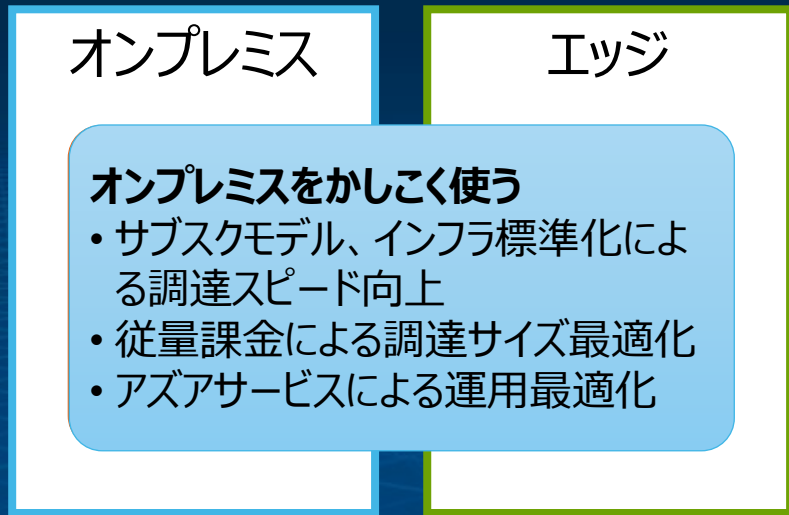 オンプレミス
エッジ
オンプレミスをかしこく使う
• サブスクモデル、インフラ標準化によ
る調達スピード向上
• 従量課金による調達サイズ最適化
• アズアサービスによる運用最適化